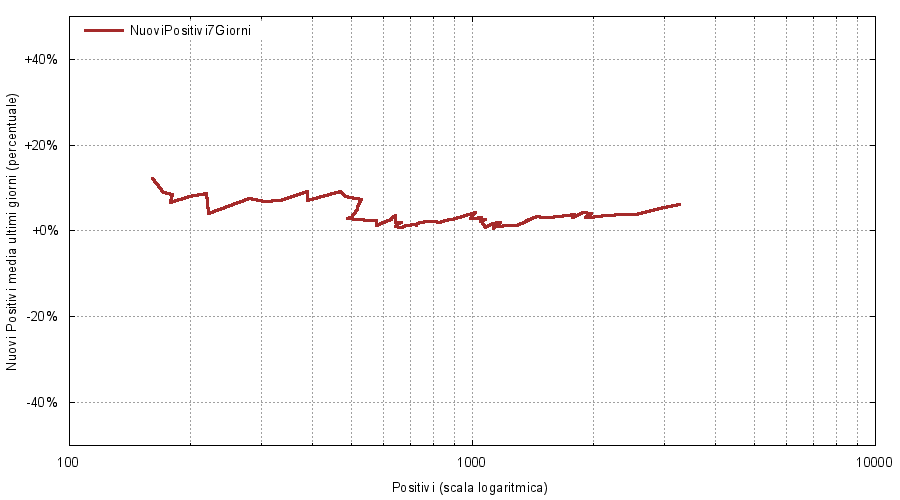 NuoviPositivi7Giorni
+40%
+20%
+0%
-20%
-40%
Nuovi Positivi media ultimi giorni (percentuale)
100
1000
10000
Positivi (scala logaritmica)